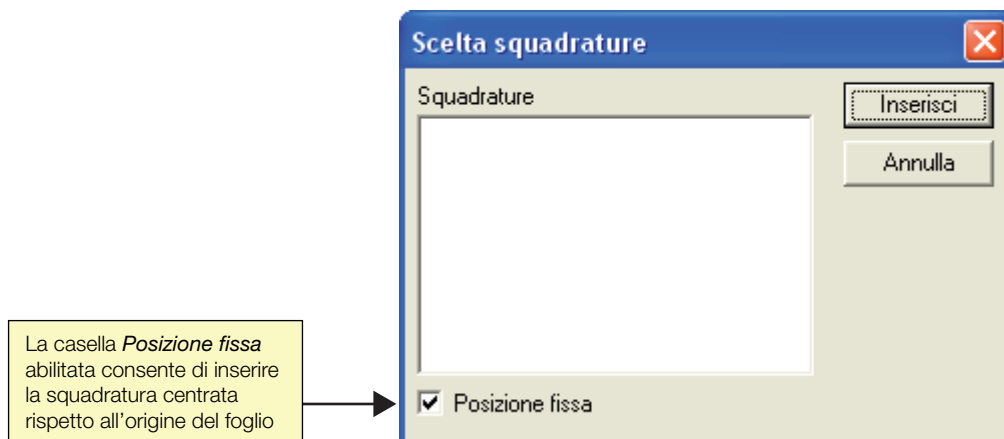 Scelta squadrature
Squadrature
Inserisci
Annulla
La casella Posizione fissa
abilitata consente di inserire
la squadratura centrata
rispetto all'origine del foglio
Posizione fissa